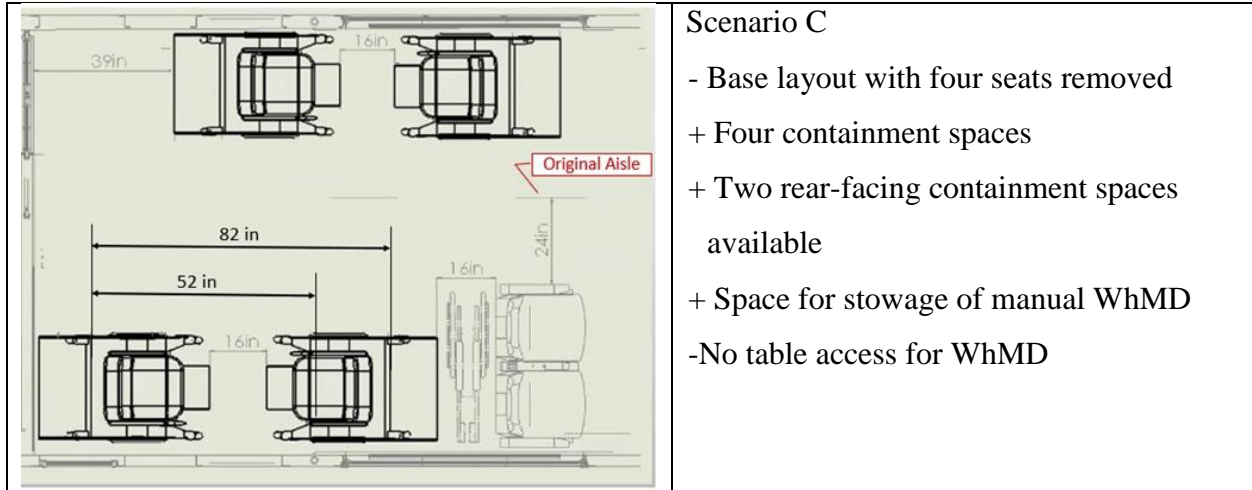 39in
16in
Original Aisle
82 in
24in
16in
52 in
16in
Scenario C
- Base layout with four seats removed
+ Four containment spaces
+ Two rear-facing containment spaces
available
+ Space for stowage of manual WhMD
-No table access for WhMD